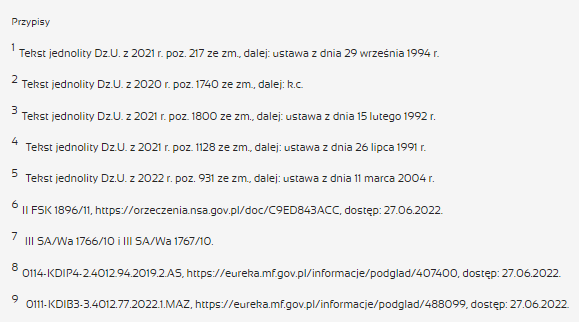 Przypisy
1 Tekst jednolity Dz.U. z 2021 r. poz. 217 ze zm., dalej: ustawa z dnia 29 września 1994 r.
2 Tekst jednolity Dz.U. z 2020 r. poz. 1740 ze zm., dalej: k.c.
3 Tekst jednolity Dz.U. z 2021 r. poz. 1800 ze zm., dalej: ustawa z dnia 15 lutego 1992 r.
4 Tekst jednolity Dz.U. z 2021 r. poz. 1128 ze zm., dalej: ustawa z dnia 26 lipca 1991 r.
5 Tekst jednolity Dz.U. z 2022 r. poz. 931 ze zm., dalej: ustawa z dnia 11 marca 2004 r.
6 II FSK 1896/11, https://orzeczenia.nsa.gov.pl/doc/C9ED843ACC, dostęp: 27.06.2022.
7 III SA/Wa 1766/10 i III SA/Wa 1767/10.
8 0114-KDIP4-2.4012.94.2019.2.AS, https://eureka.mf.gov.pl/informacje/podglad/407400, dostęp: 27.06.2022.
9 0111-KDIB3-3.4012.77.2022.1.MAZ, https://eureka.mf.gov.pl/informacje/podglad/488099, dostęp: 27.06.2022.